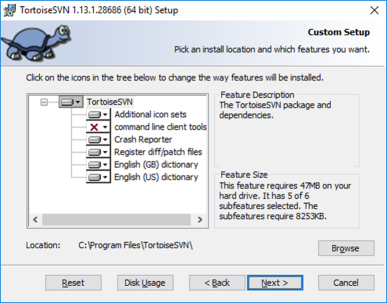 TortoiseSVN 1.13.1.28686 (64 bit) Setup
Custom Setup
Pick an install location and which features you want.
Click on the icons in the tree below to change the way features will be installed.
TortoiseSVN
Additional icon sets
command line client tools
Crash Reporter
Register diff/patch files
English (GB) dictionary
English (US) dictionary
Feature Description
The TortoiseSVN package and
dependencies.
Feature Size
This feature requires 47MB on your
hard drive. It has 5 of 6
subfeatures selected. The
subfeatures require 8253KB.
Location: C:\Program Files\TortoiseSVN\
Browse
Reset Disk Usage < Back Next > Cancel